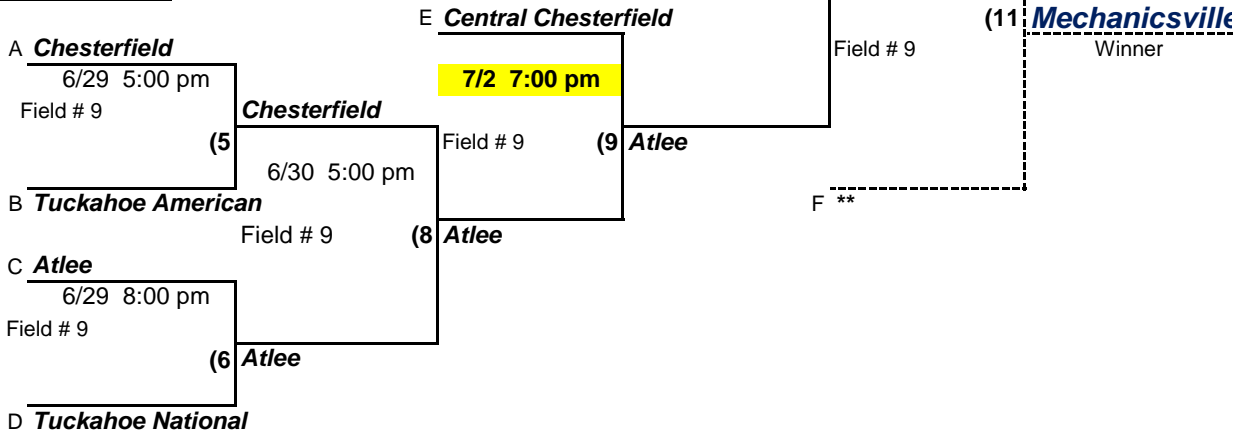 E Central Chesterfield
(11 Mechanicsville
A Chesterfield
Field # 9
Winner
6/29 5:00 pm
7/2 7:00 pm
Field # 9
Chesterfield
(5
Field # 9
(9 Atlee
6/30 5:00 pm
B Tuckahoe American
F **
Field # 9
(8 Atlee
C Atlee
6/29 8:00 pm
Field # 9
(6 Atlee
D Tuckahoe National